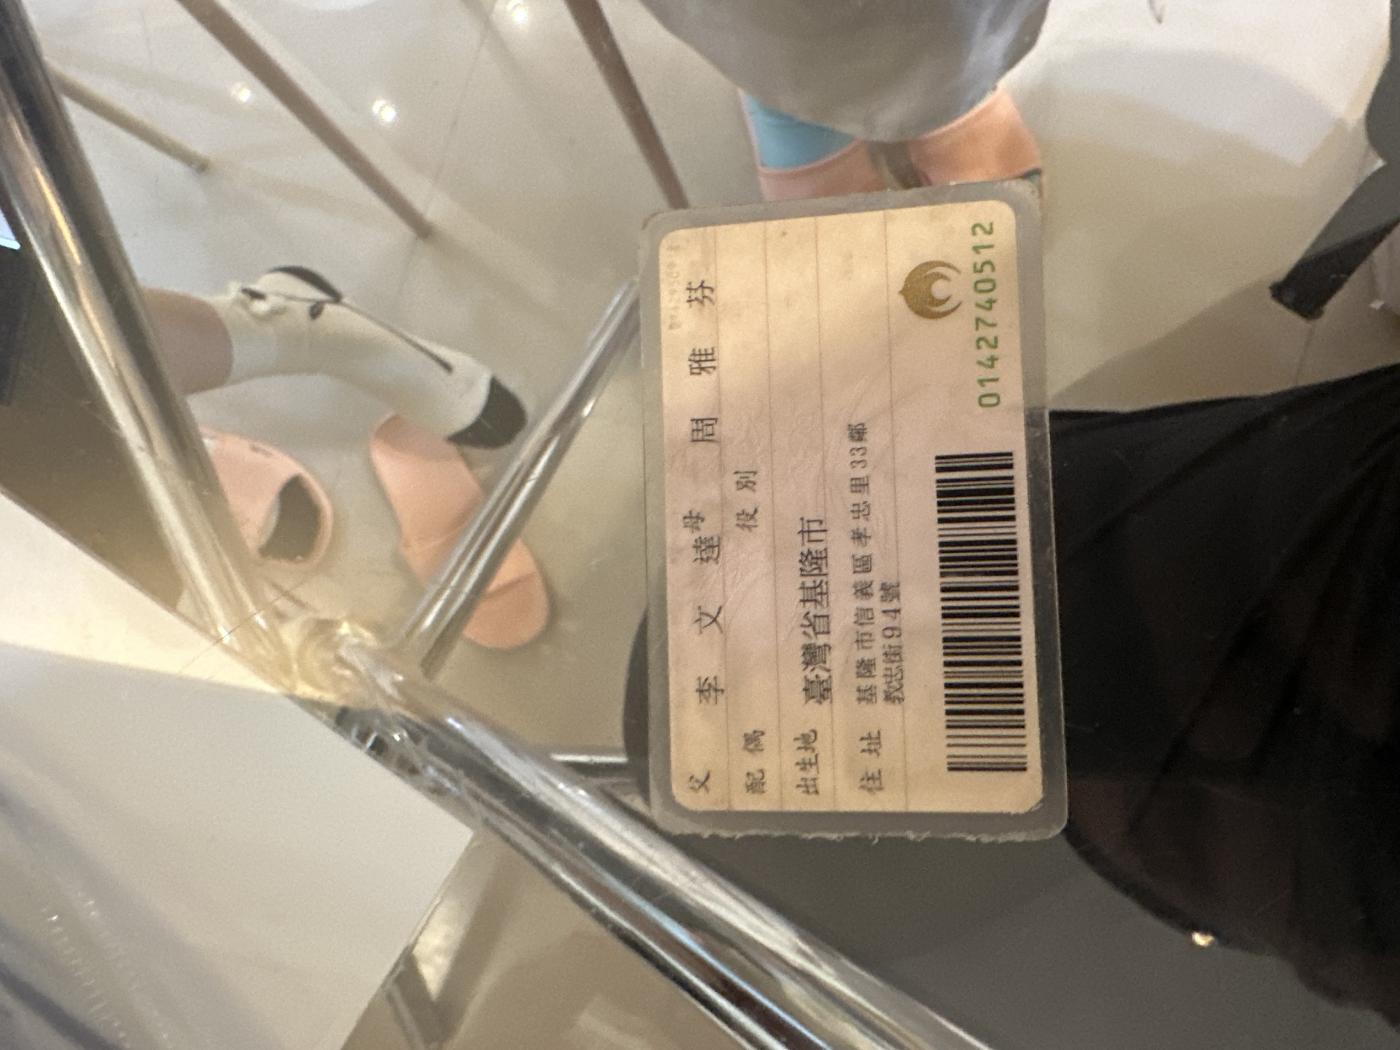 父 李文達 母 周雅芬
配偶 役別
出生地 臺灣省基隆市
住址 基隆市信義區孝忠里33鄰
教忠街94號
0142740512